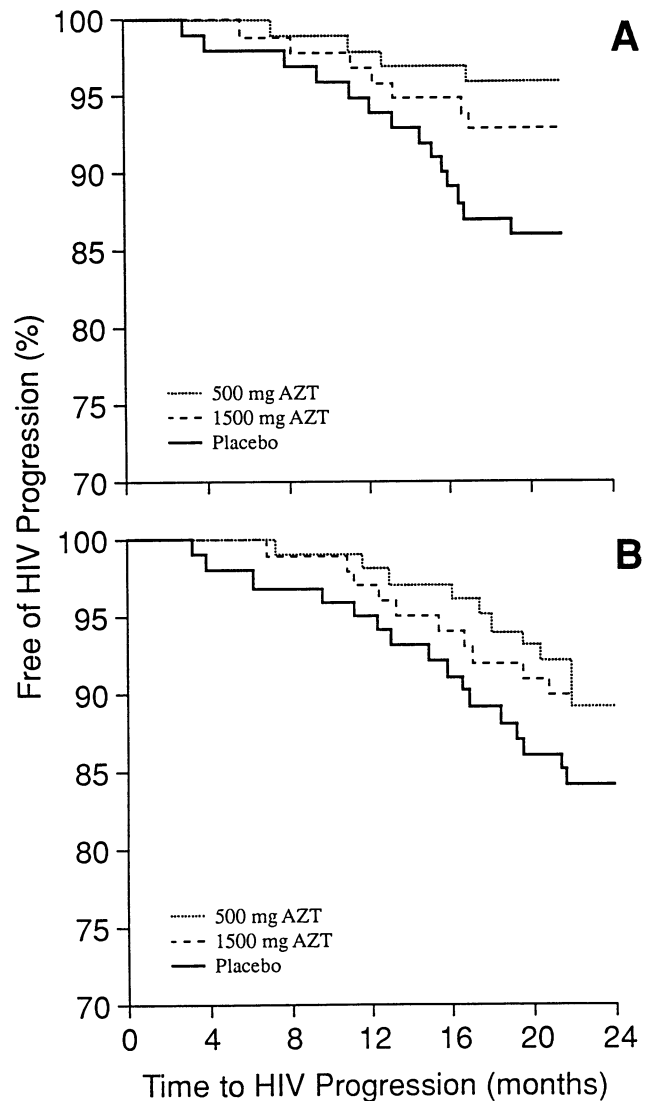 A
100
95
90
85
80
75
70
500 mg AZT
1500 mg AZT
Placebo
Free of HIV Progression (%)
B
100
95
90
85
80
75
70
500 mg AZT
1500 mg AZT
Placebo
0 4 8 12 16 20 24
Time to HIV Progression (months)